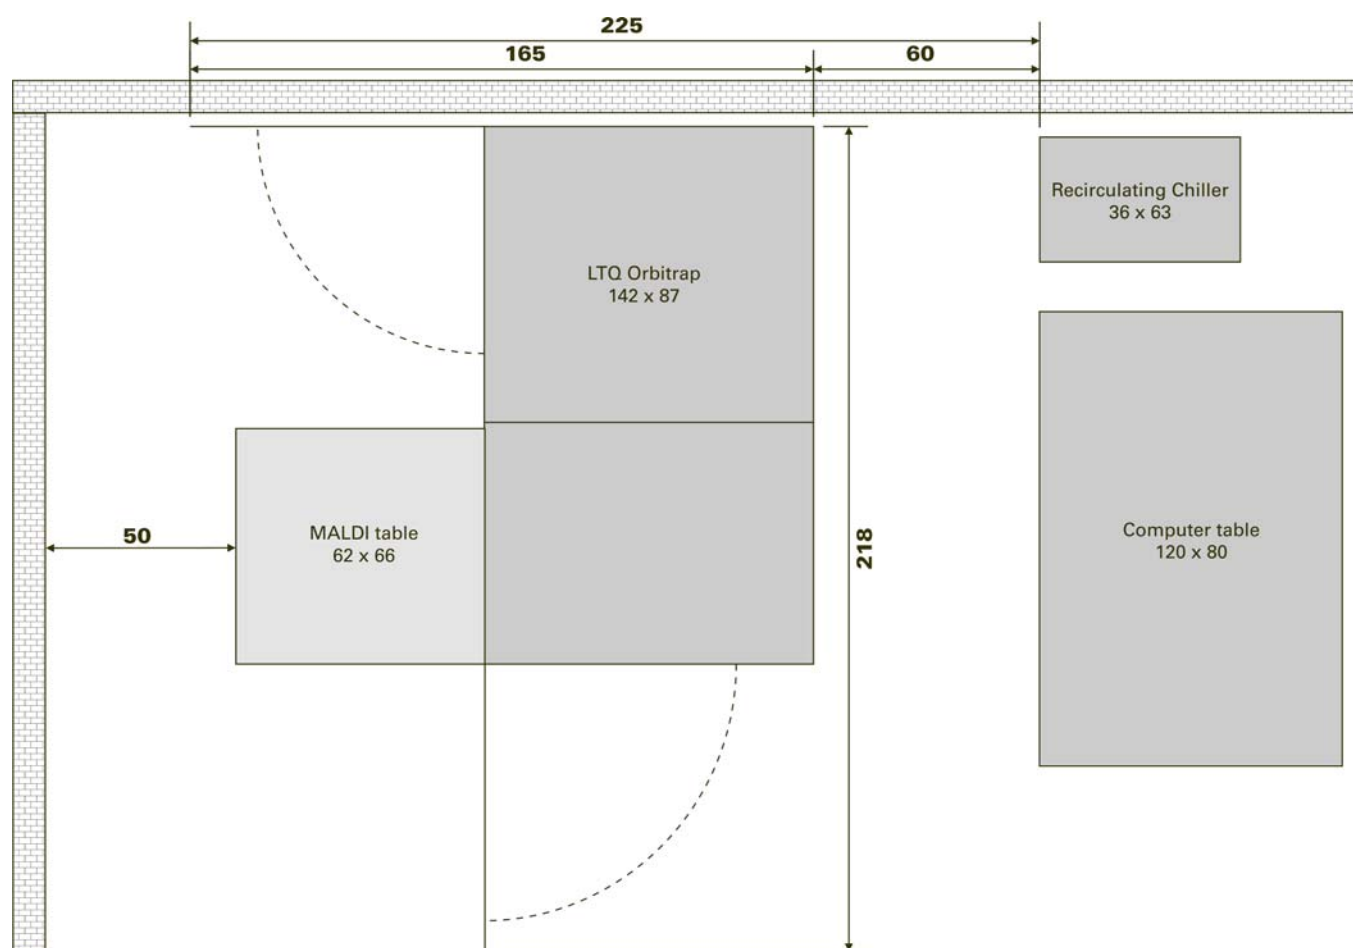 225
165
60
Recirculating Chiller
36 x 63
LTQ Orbitrap
142 x 87
50
MALDI table
62 x 66
218
Computer table
120 x 80